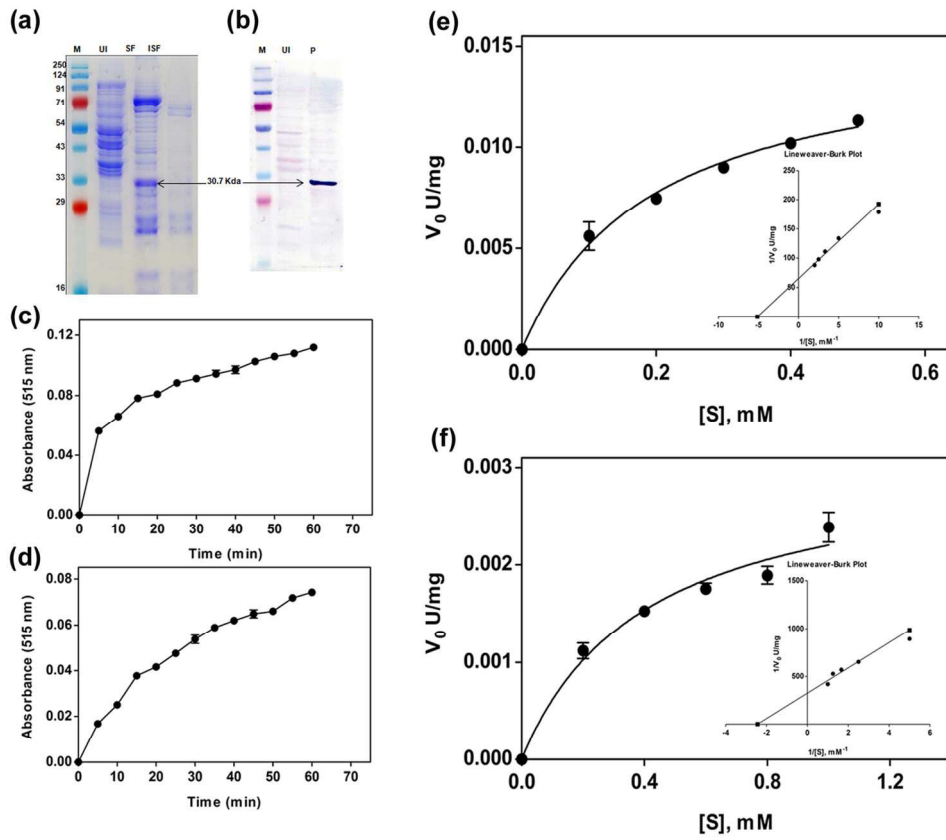 (a)
M UI SF ISF
250
124
91
74
54
43
33
29
16
30.7 Kda
(b)
M UI P
(c)
Absorbance (515 nm)
0.12
0.08
0.04
0.00
0 10 20 30 40 50 60 70
Time (min)
(d)
Absorbance (515 nm)
0.08
0.06
0.04
0.02
0.00
0 10 20 30 40 50 60 70
Time (min)
(e)
V0 U/mg
0.015
0.010
0.005
0.000
0.0 0.2 0.4 0.6
[S], mM
Lineweaver-Burk Plot
1/V0 U/mg
250
200
150
100
50
-10 -5 0 5 10 15
1/[S], mM-1
(f)
V0 U/mg
0.003
0.002
0.001
0.000
0.0 0.4 0.8 1.2
[S], mM
Lineweaver-Burk Plot
1/V0 U/mg
1500
1000
500
-4 -2 0 2 4 6
1/[S], mM-1